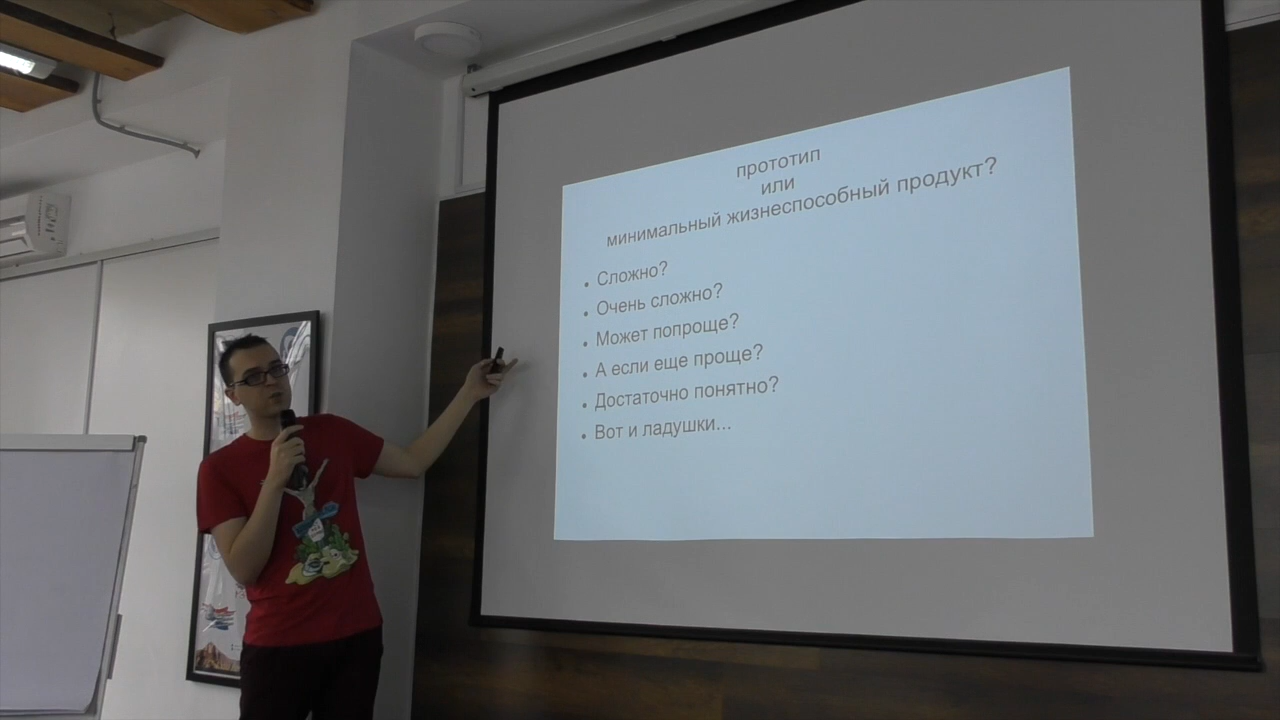 прототип
или
минимальный жизнеспособный продукт?
• Сложно?
• Очень сложно?
• Может попроще?
• А если еще проще?
• Достаточно понятно?
• Вот и ладушки...